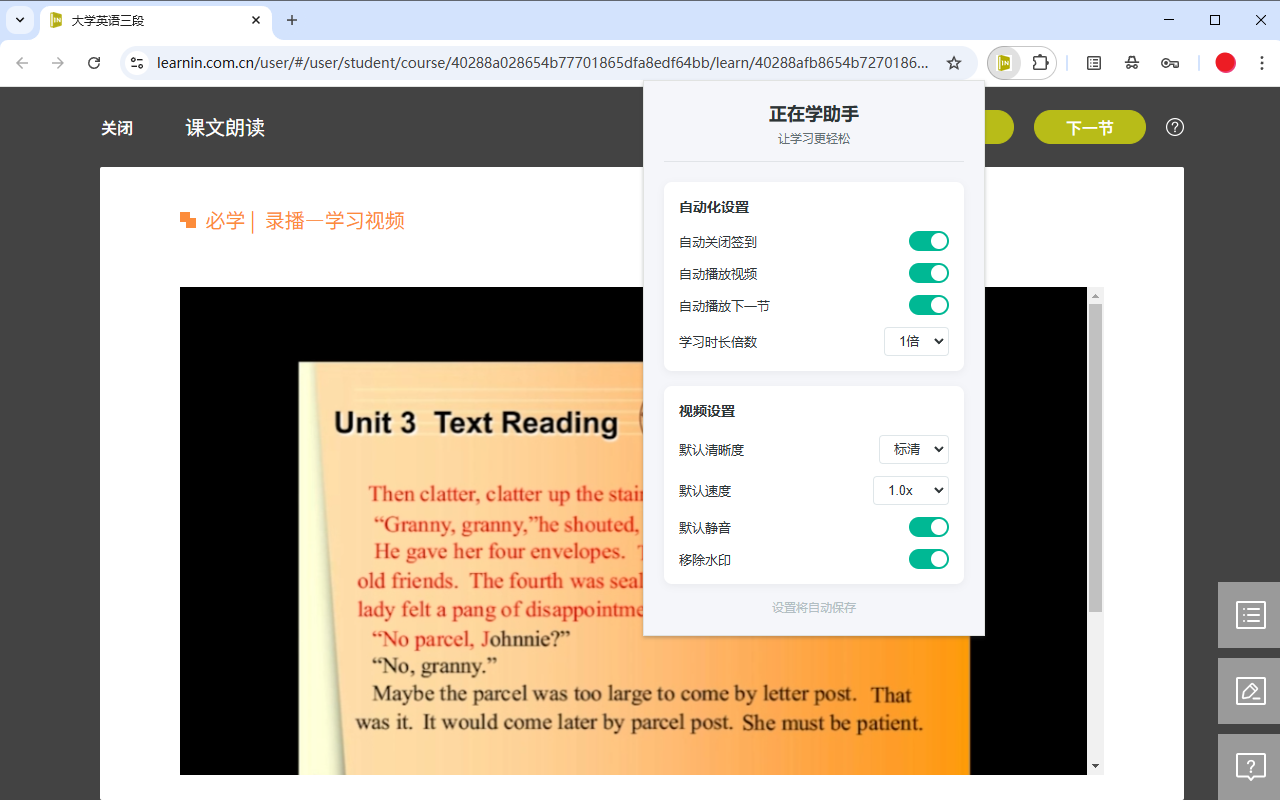 大学英语三段
learnin.com.cn/user/#/user/student/course/40288a028654b77701865dfa8edf64bb/learn/40288afb8654b7270186...
关闭
课文朗读
下一节
必学 | 录播一学习视频
Unit 3 Text Reading
Then clatter, clatter up the stair
“Granny, granny,”he shouted,
He gave her four envelopes.
old friends. The fourth was seal
lady felt a pang of disappointme
“No parcel, Johnnie?”
“No, granny.”
Maybe the parcel was too large to come by letter post. That
was it. It would come later by parcel post. She must be patient.
正在学助手
让学习更轻松
自动化设置
自动关闭签到
自动播放视频
自动播放下一节
学习时长倍数
1倍
视频设置
默认清晰度
标清
默认速度
1.0x
默认静音
移除水印
设置将自动保存